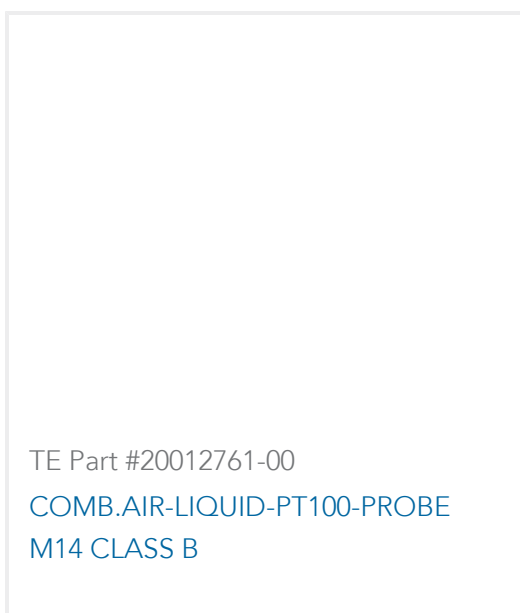 TE Part #20012761-00
COMB.AIR-LIQUID-PT100-PROBE
M14 CLASS B